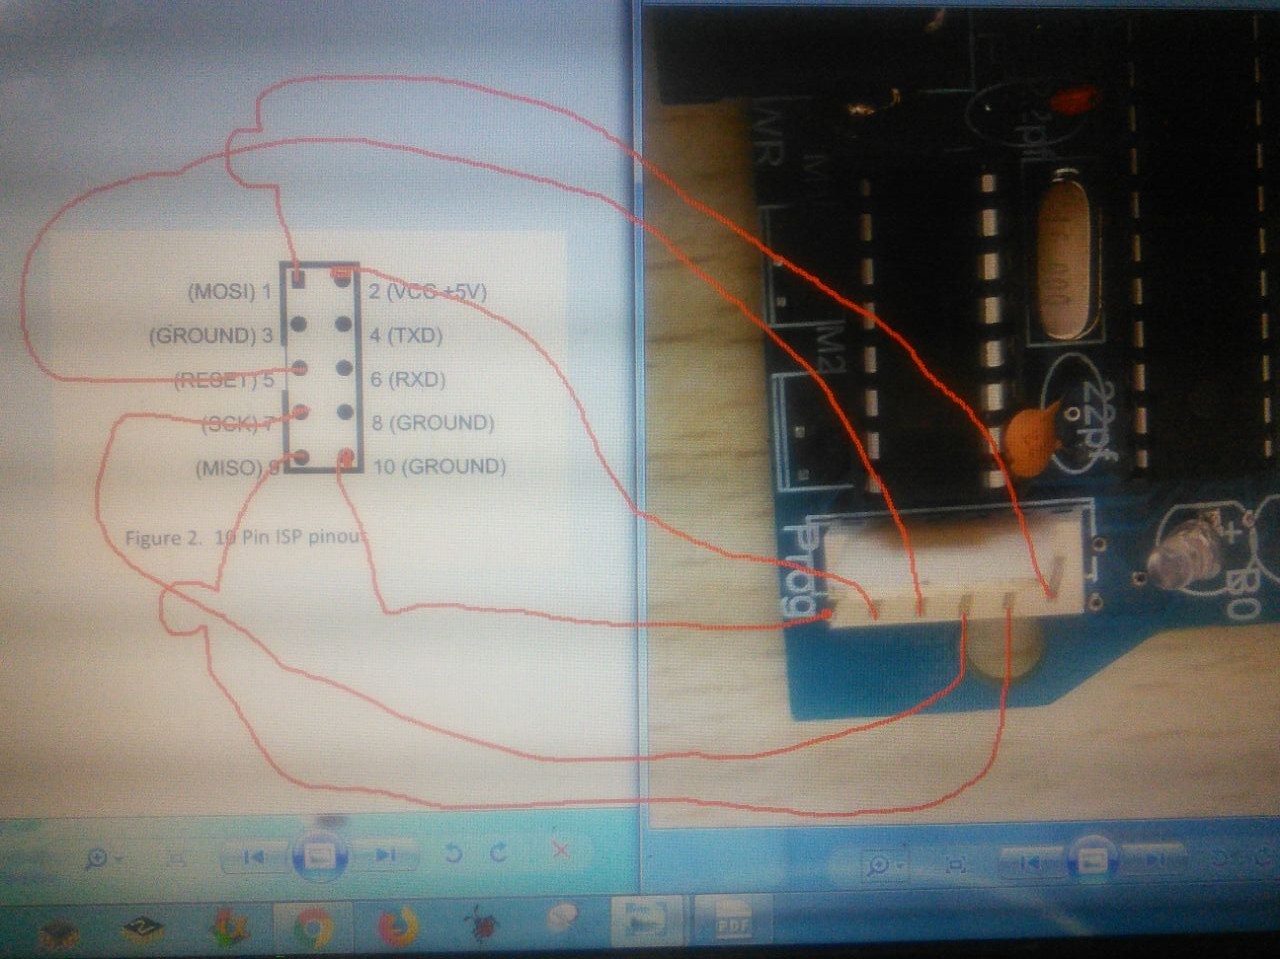 (MOSI) 1
2 (VCC +5V)
(GROUND) 3
4 (TXD)
(RESET) 5
6 (RXD)
(SCK) 7
8 (GROUND)
(MISO) 9
10 (GROUND)
Figure 2. 10 Pin ISP pinout
WR
M1
22pf
M2
22pf
Prog
+
B0
PDF